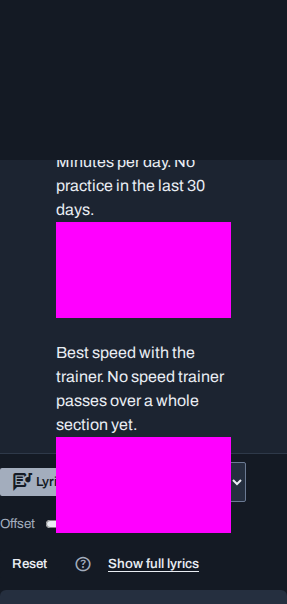 Minutes per day. No
practice in the last 30
days.
Best speed with the
trainer. No speed trainer
passes over a whole
section yet.
Lyri
Offset
Reset
Show full lyrics